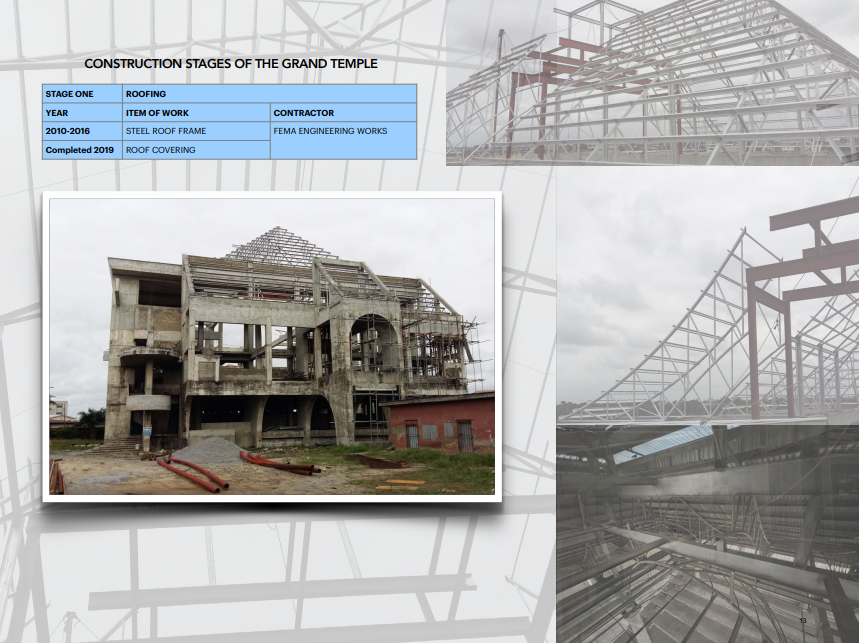 CONSTRUCTION STAGES OF THE GRAND TEMPLE
STAGE ONE ROOFING
YEAR ITEM OF WORK CONTRACTOR
2010-2016 STEEL ROOF FRAME FEMA ENGINEERING WORKS
Completed 2019 ROOF COVERING
13